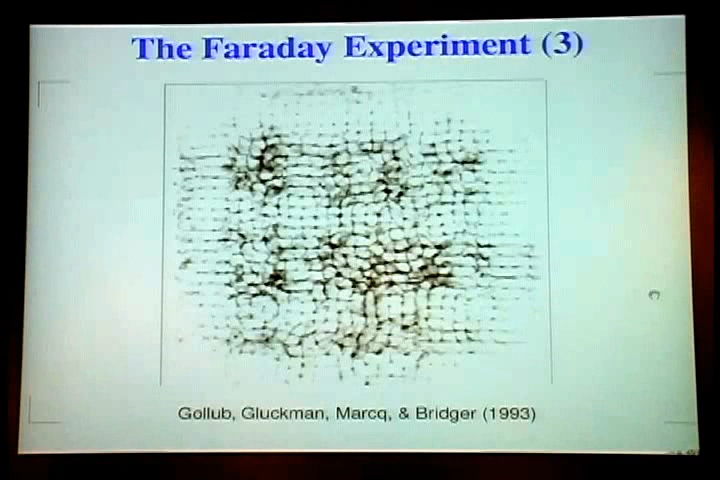 The Faraday Experiment (3)
Gollub, Gluckman, Marcq, & Bridger (1993)